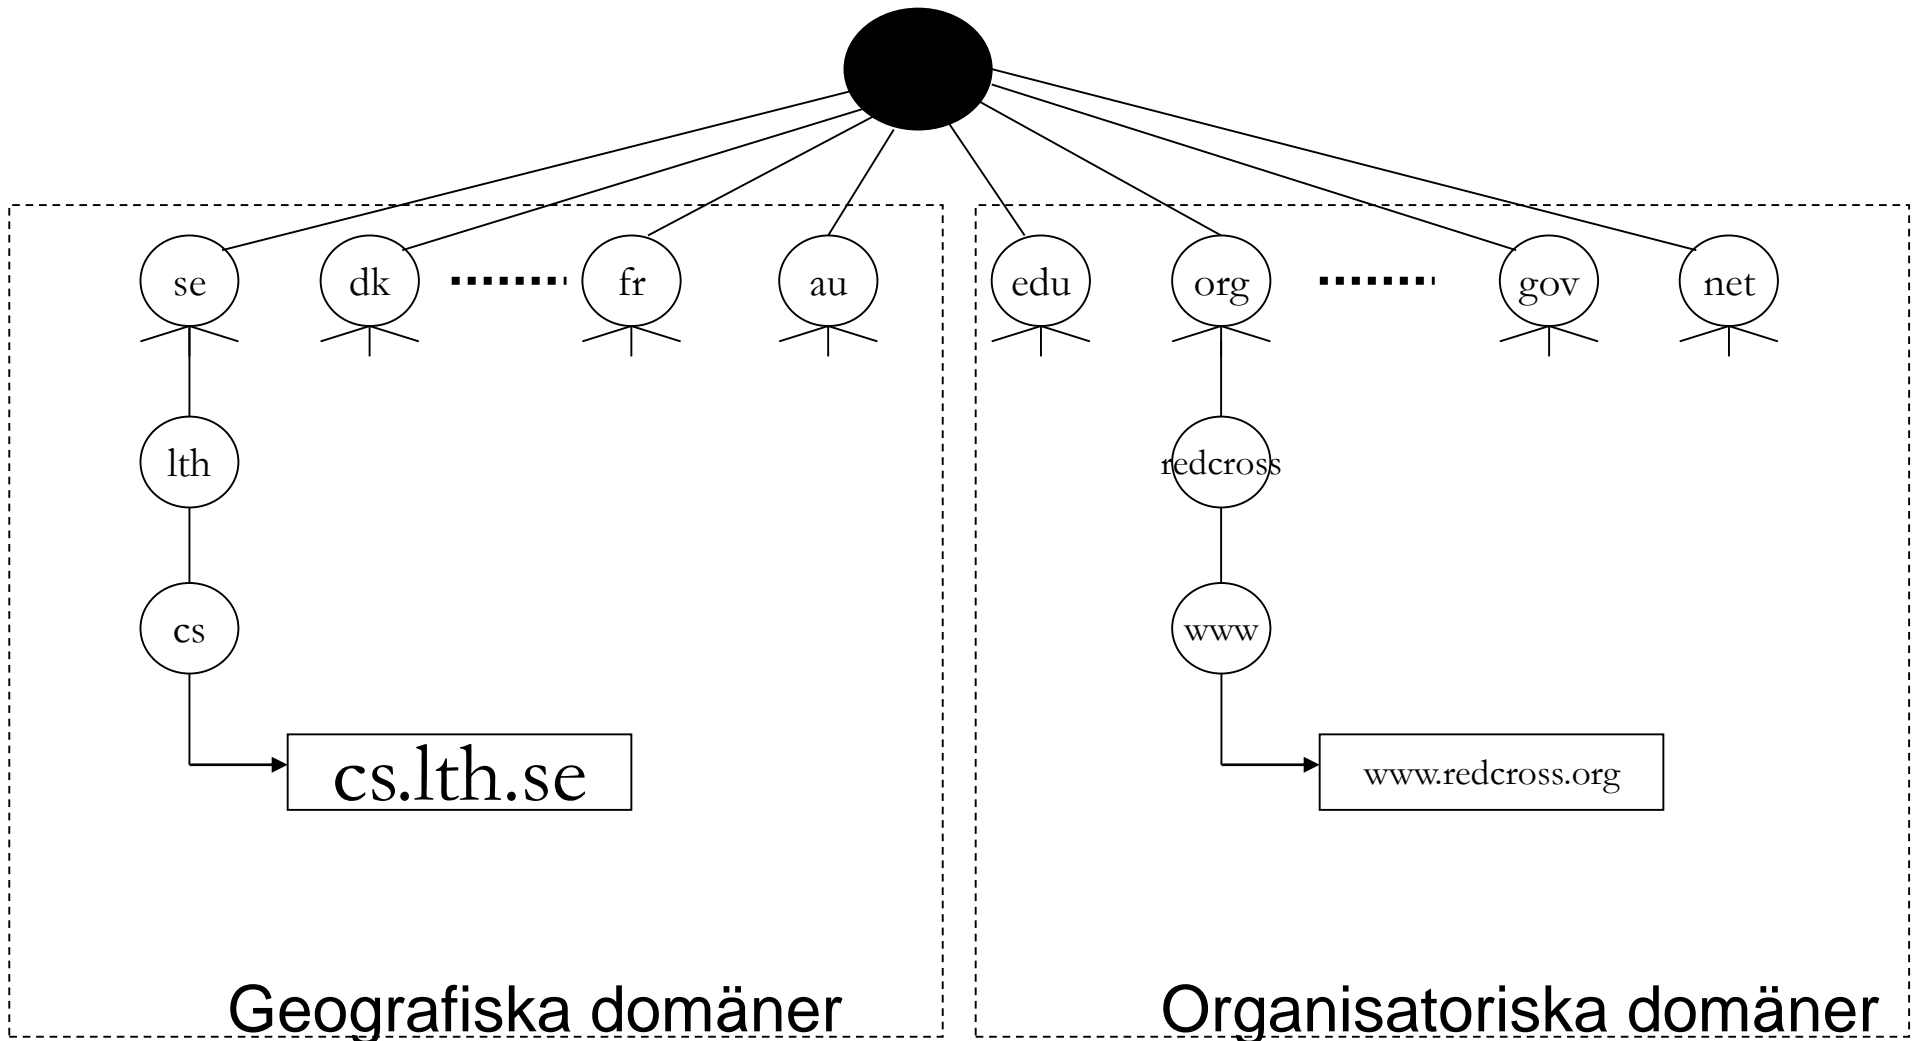 se
dk
fr
au
edu
org
gov
net
lth
redcross
cs
www
cs.lth.se
www.redcross.org
Geografiska domäner
Organisatoriska domäner